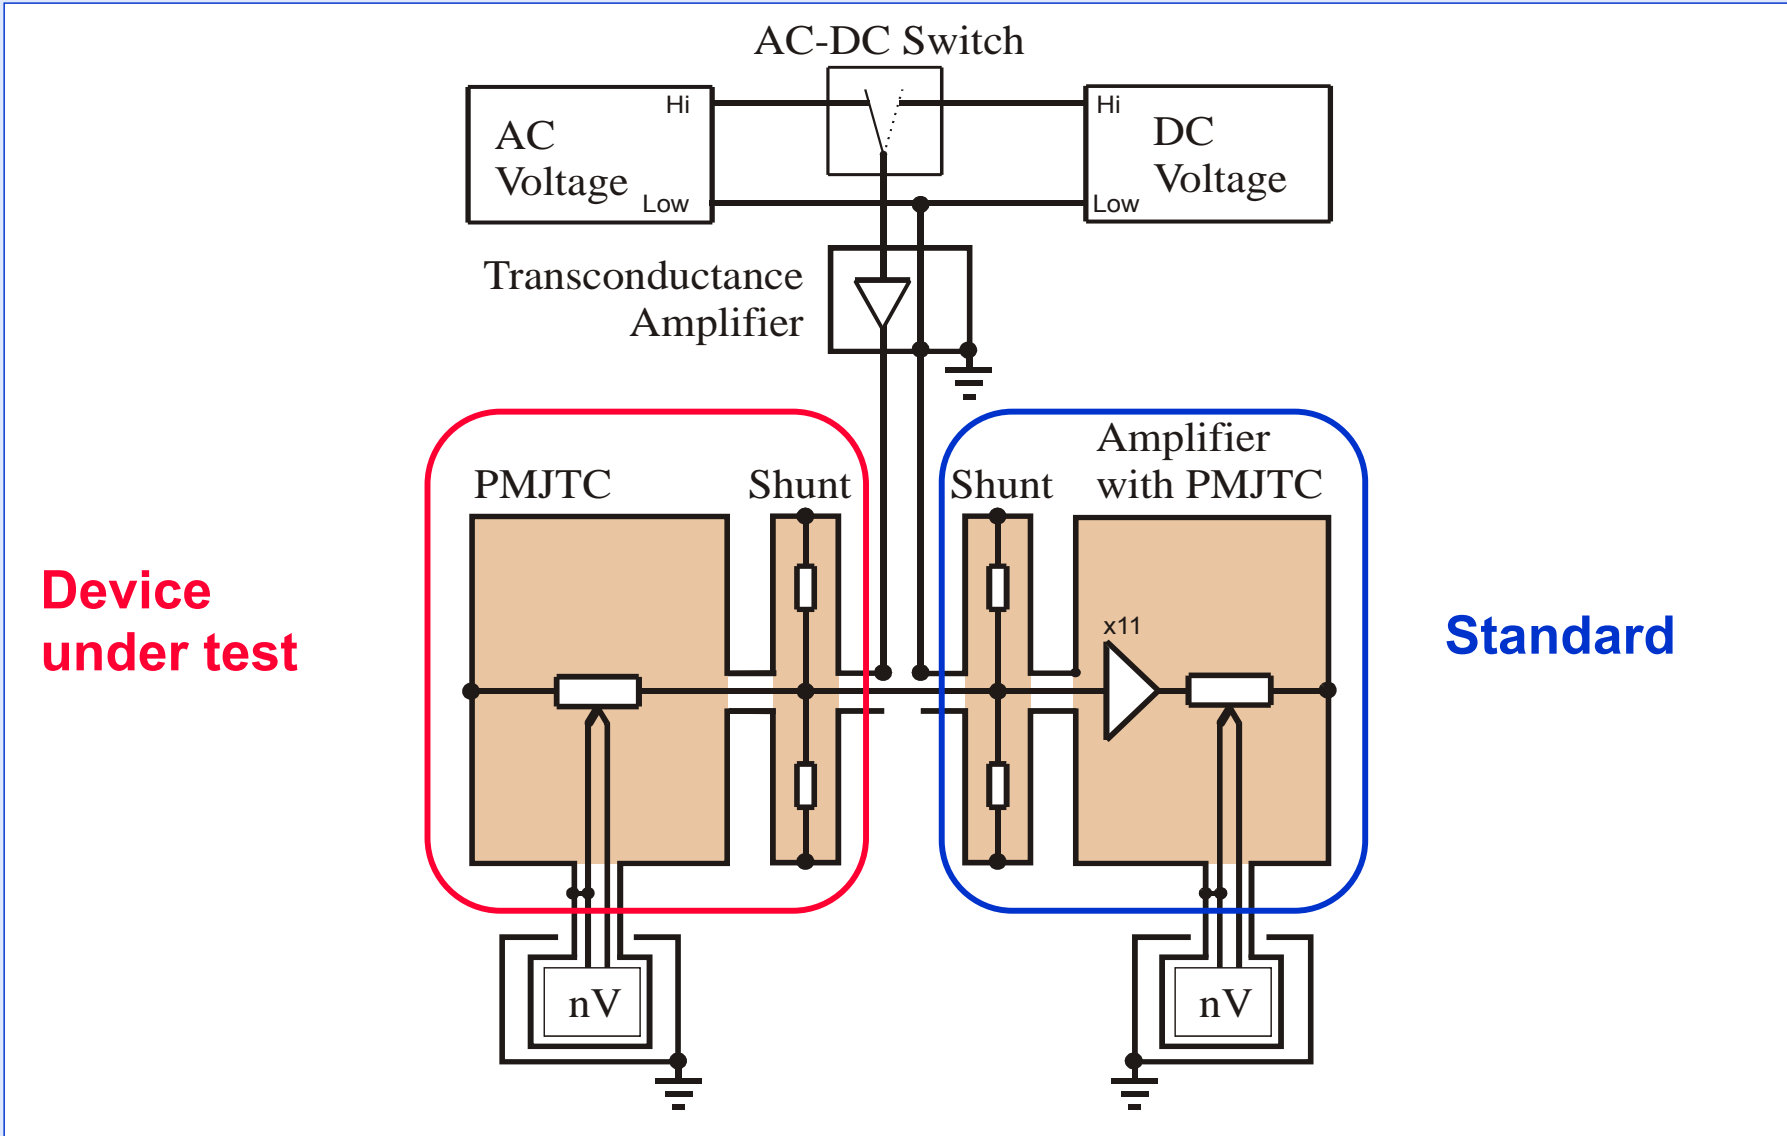 AC-DC Switch
Hi
AC
Voltage
Low
Hi
DC
Voltage
Low
Transconductance
Amplifier
PMJTC
Shunt
Shunt
Amplifier
with PMJTC
Device
under test
x11
Standard
nV
nV